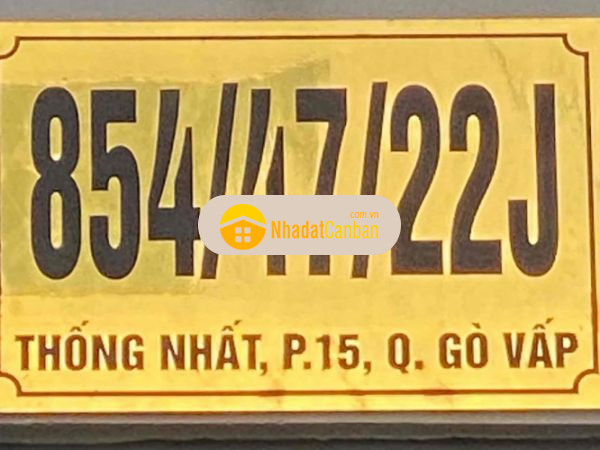 854/47/22J
.com.vn
NhadatCanban
THỐNG NHẤT, P.15, Q. GÒ VẤP